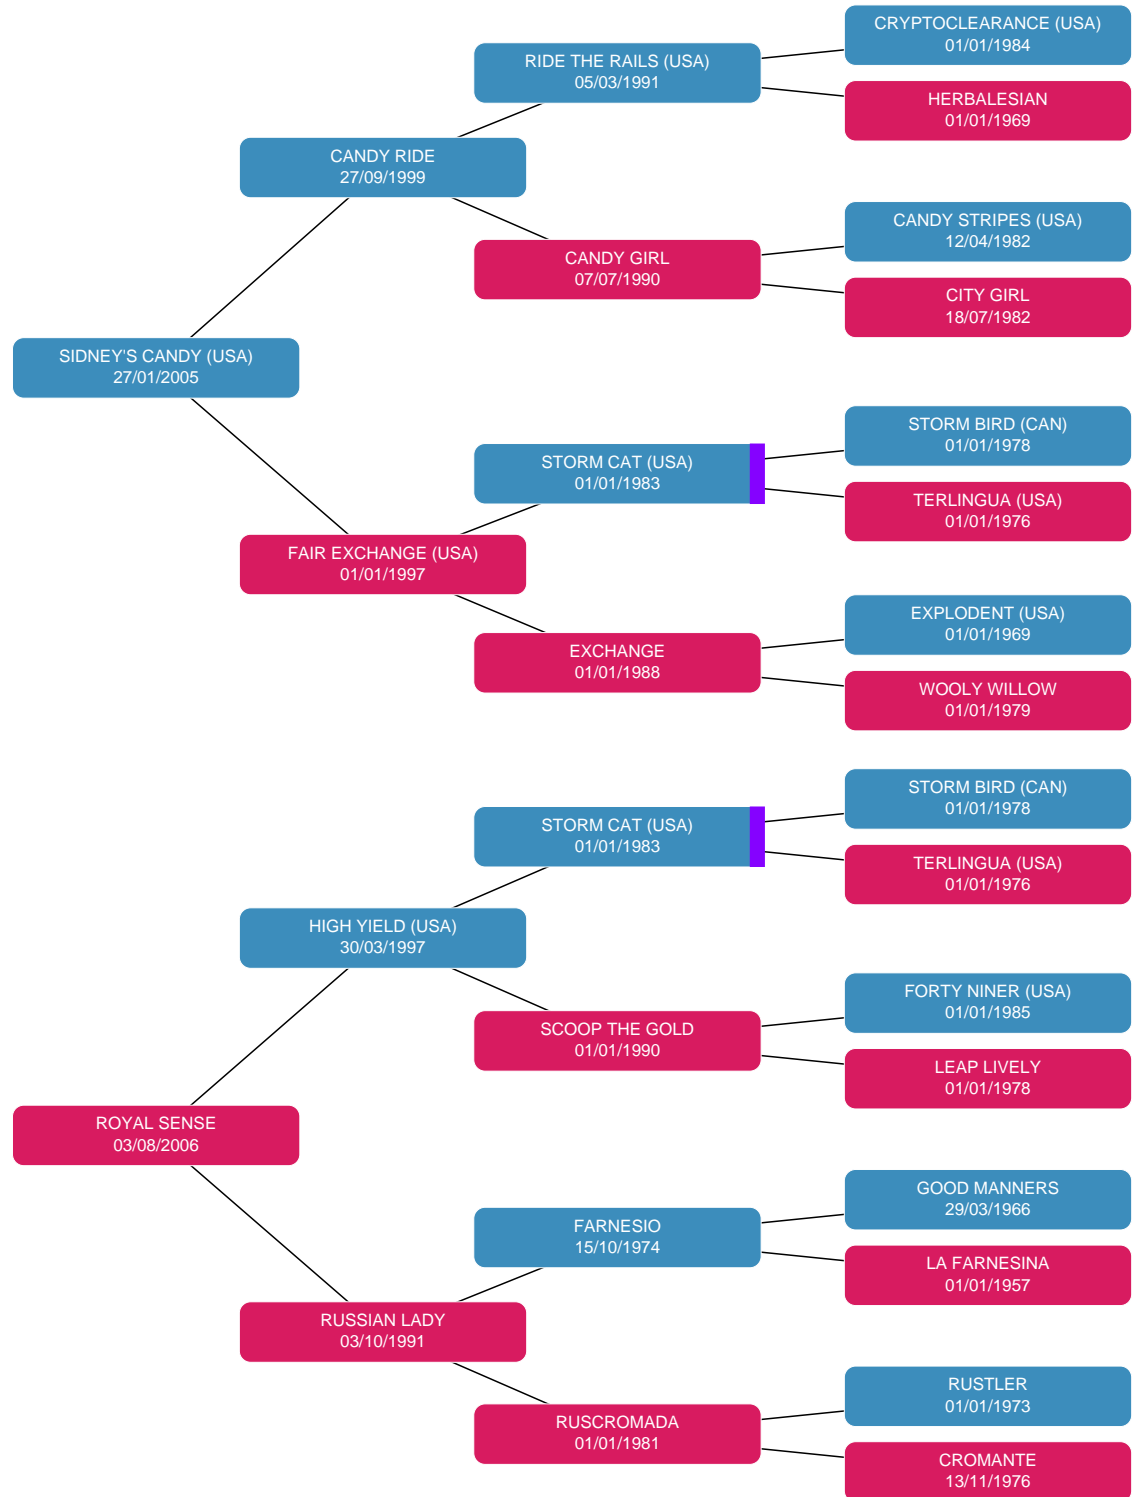 CRYPTOCLEARANCE (USA)
01/01/1984
RIDE THE RAILS (USA)
05/03/1991
HERBALESIAN
01/01/1969
CANDY RIDE
27/09/1999
CANDY STRIPES (USA)
12/04/1982
CANDY GIRL
07/07/1990
CITY GIRL
18/07/1982
SIDNEY'S CANDY (USA)
27/01/2005
STORM BIRD (CAN)
01/01/1978
STORM CAT (USA)
01/01/1983
TERLINGUA (USA)
01/01/1976
FAIR EXCHANGE (USA)
01/01/1997
EXPLODENT (USA)
01/01/1969
EXCHANGE
01/01/1988
WOOLY WILLOW
01/01/1979
STORM BIRD (CAN)
01/01/1978
STORM CAT (USA)
01/01/1983
TERLINGUA (USA)
01/01/1976
HIGH YIELD (USA)
30/03/1997
FORTY NINER (USA)
01/01/1985
SCOOP THE GOLD
01/01/1990
LEAP LIVELY
01/01/1978
ROYAL SENSE
03/08/2006
GOOD MANNERS
29/03/1966
FARNESIO
15/10/1974
LA FARNESINA
01/01/1957
RUSSIAN LADY
03/10/1991
RUSTLER
01/01/1973
RUSCROMADA
01/01/1981
CROMANTE
13/11/1976